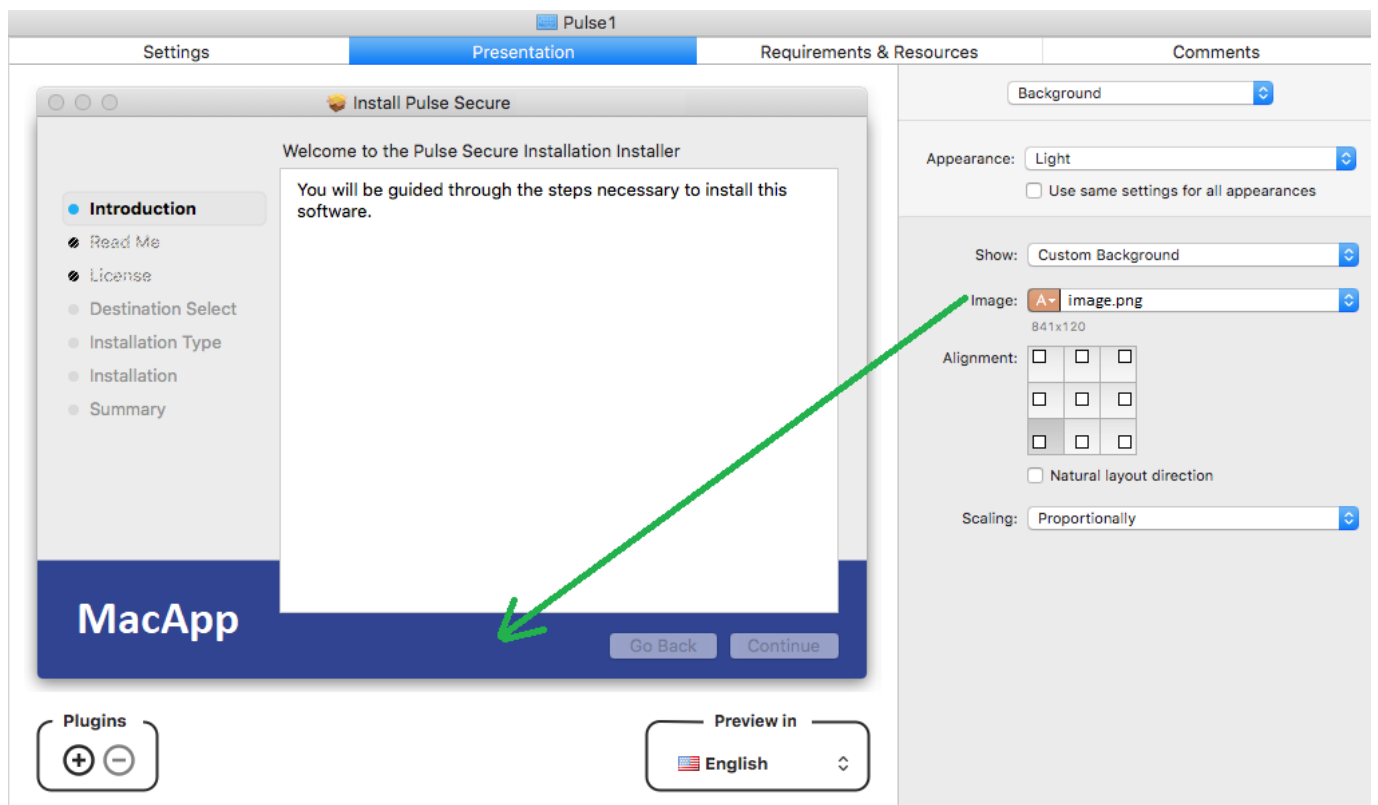 Pulse1
Settings
Presentation
Requirements & Resources
Comments
Install Pulse Secure
Welcome to the Pulse Secure Installation Installer
Introduction
Read Me
License
Destination Select
Installation Type
Installation
Summary
You will be guided through the steps necessary to install this
software.
MacApp
Go Back
Continue
Plugins
Preview in
English
Background
Appearance: Light
Use same settings for all appearances
Show: Custom Background
Image: A image.png
841x120
Alignment:
Natural layout direction
Scaling: Proportionally